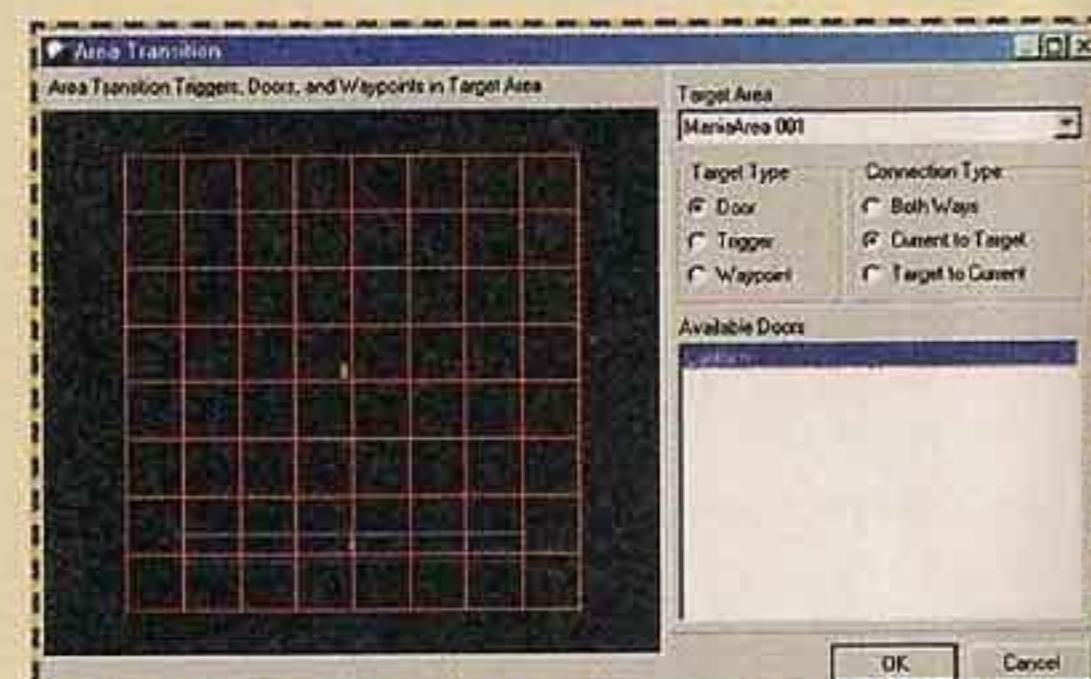 Area Transition
Area Transition Triggers, Doors, and Waypoints in Target Area
Target Area
ManiaArea 001
Target Type
Door
Trigger
Waypoint
Connection Type
Both Ways
Current to Target
Target to Current
Available Doors
OK
Cancel